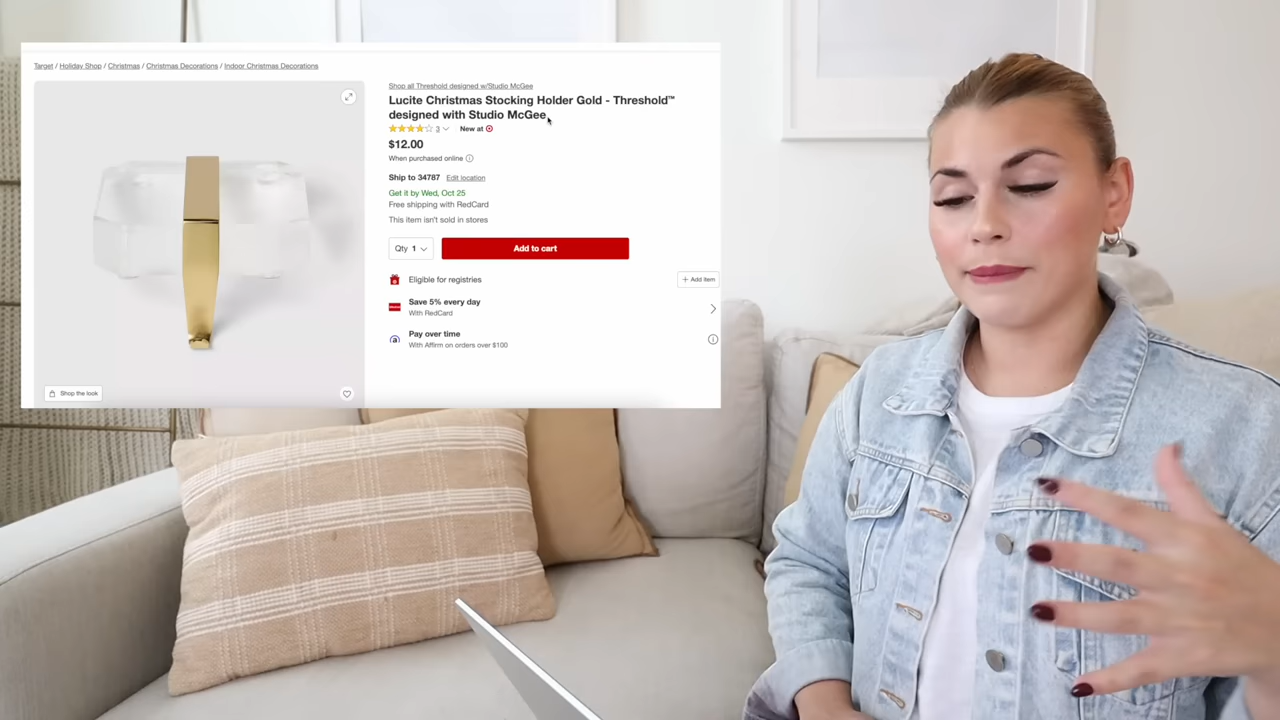 Target / Holiday Shop / Christmas / Christmas Decorations / Indoor Christmas Decorations
Shop all Threshold designed w/Studio McGee
Lucite Christmas Stocking Holder Gold - Threshold™
designed with Studio McGee
3
New at
$12.00
When purchased online
Ship to 34787 Edit location
Get it by Wed, Oct 25
Free shipping with RedCard
This item isn't sold in stores
Qty 1
Add to cart
Eligible for registries
+ Add item
Save 5% every day
With RedCard
a
Pay over time
With Affirm on orders over $100
Shop the look